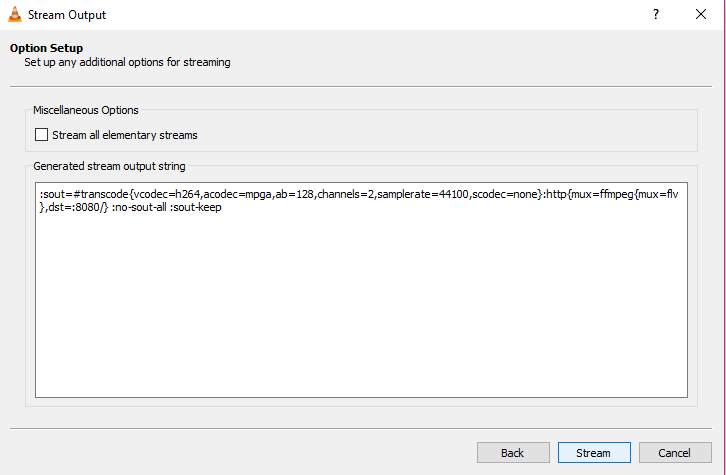 Stream Output
?
Option Setup
Set up any additional options for streaming
Miscellaneous Options
Stream all elementary streams
Generated stream output string
:sout=#transcode{vcodec=h264,acodec=mpga,ab=128,channels=2,samplerate=44100,scodec=none}:http{mux=ffmpeg{mux=flv
},dst=:8080/} :no-sout-all :sout-keep
Back
Stream
Cancel